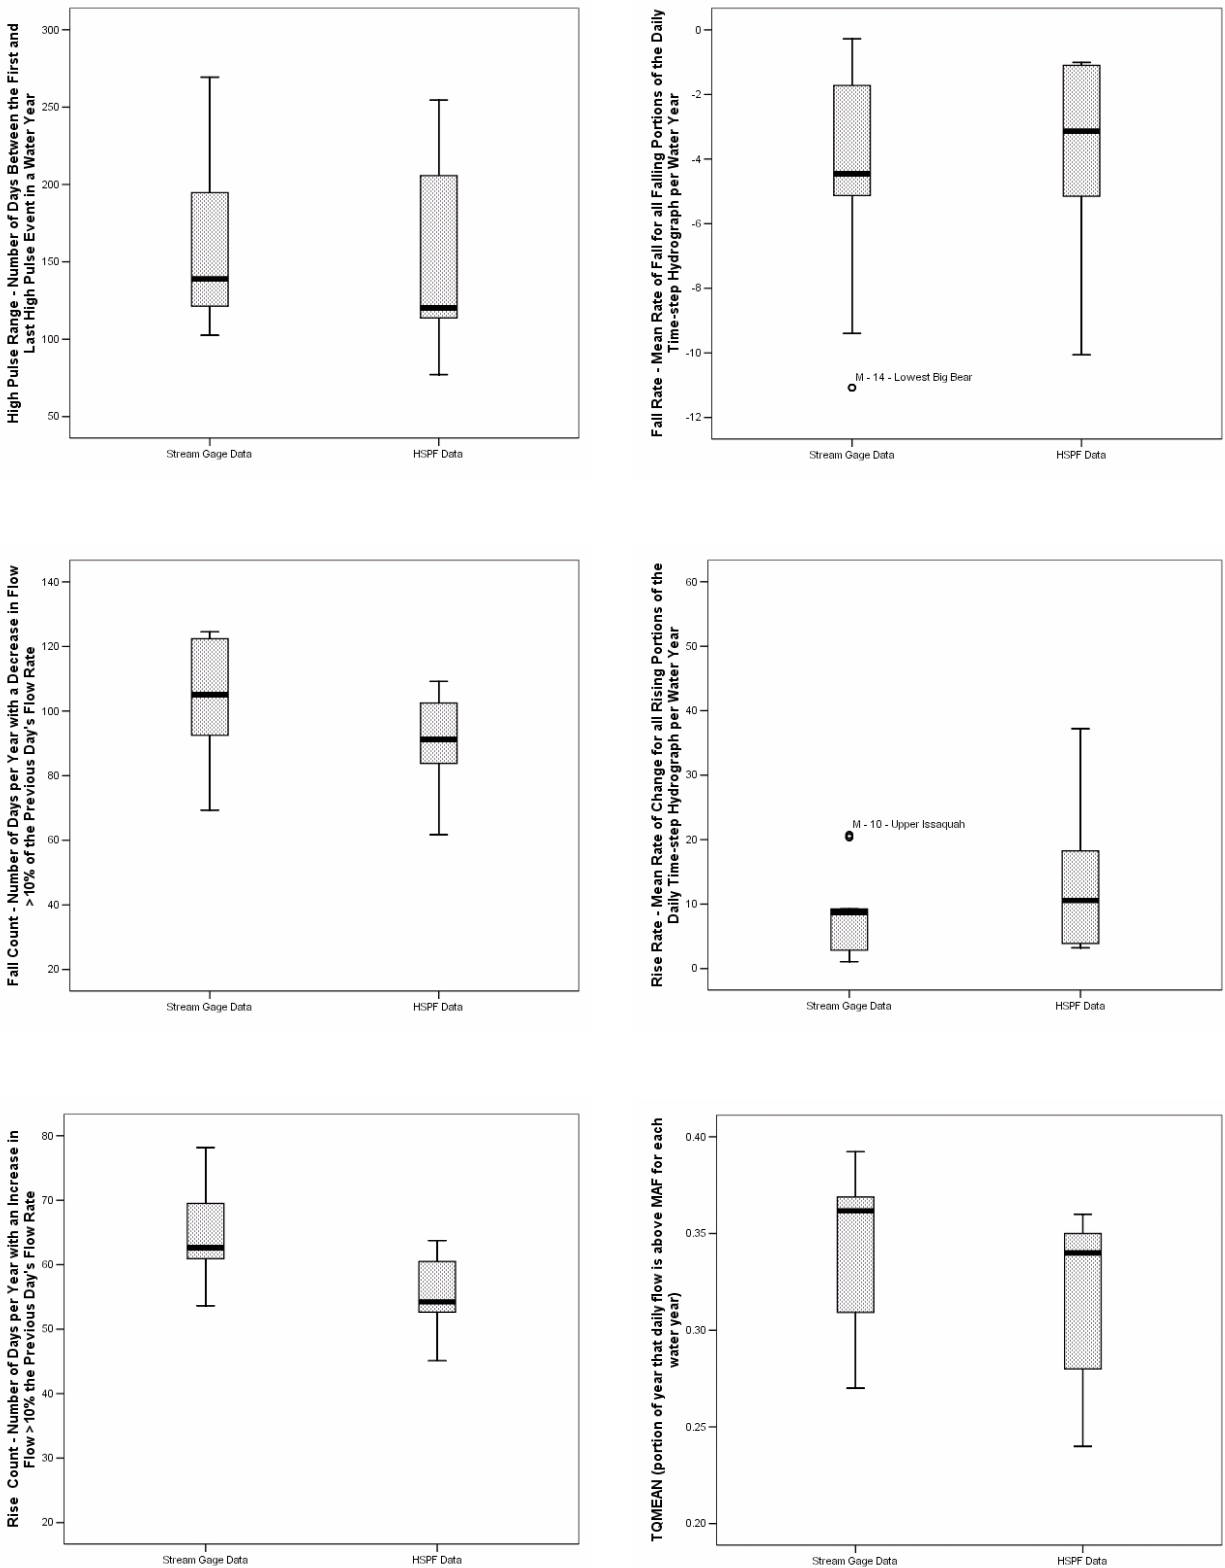 High Pulse Range - Number of Days Between the First and
Last High Pulse Event in a Water Year
300
250
200
150
100
50
Stream Gage Data
HSPF Data
Fall Rate - Mean Rate of Fall for all Falling Portions of the Daily
Time-step Hydrograph per Water Year
0
-2
-4
-6
-8
-10
-12
M - 14 - Lowest Big Bear
Stream Gage Data
HSPF Data
Fall Count - Number of Days per Year with a Decrease in Flow
>10% of the Previous Day's Flow Rate
140
120
100
80
60
40
20
Stream Gage Data
HSPF Data
Rise Rate - Mean Rate of Change for all Rising Portions of the
Daily Time-step Hydrograph per Water Year
60
50
40
30
20
10
0
M - 10 - Upper Issaquah
Stream Gage Data
HSPF Data
Rise Count - Number of Days per Year with an Increase in
Flow >10% the Previous Day's Flow Rate
80
70
60
50
40
30
20
Stream Gage Data
HSPF Data
TQMEAN (portion of year that daily flow is above MAF for each
water year)
0.40
0.35
0.30
0.25
0.20
Stream Gage Data
HSPF Data